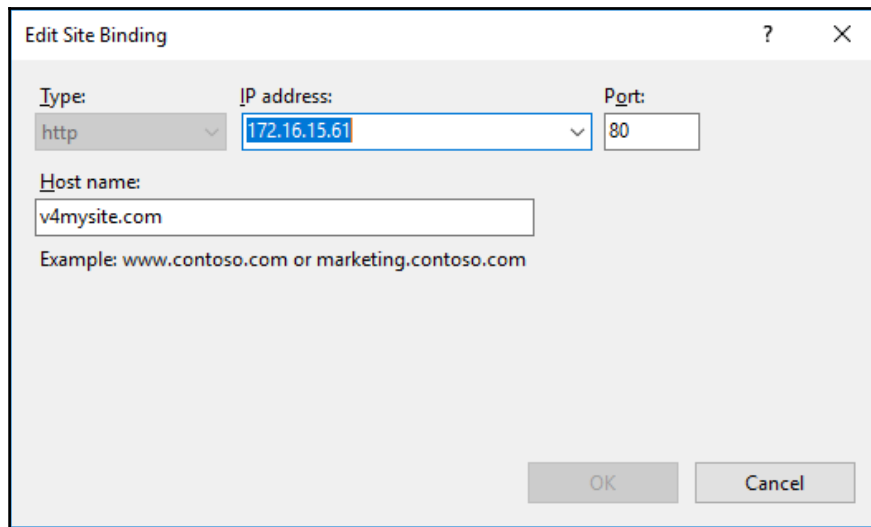 Edit Site Binding ?
Type: IP address: Port:
http 172.16.15.61 80
Host name:
v4mysite.com
Example: www.contoso.com or marketing.contoso.com
OK Cancel